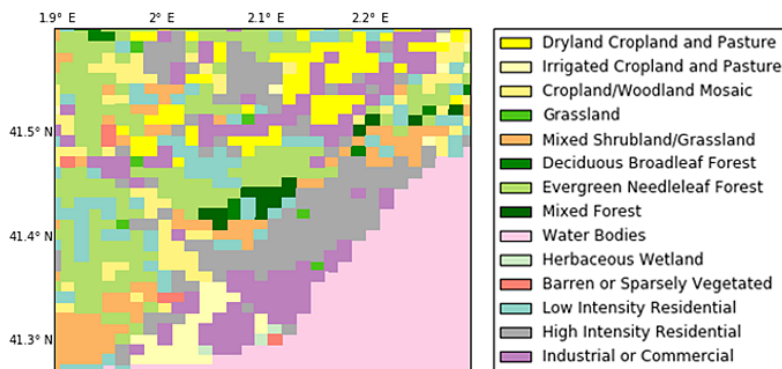 1.9° E 2° E 2.1° E 2.2° E
41.5° N
41.4° N
41.3° N
Dryland Cropland and Pasture
Irrigated Cropland and Pasture
Cropland/Woodland Mosaic
Grassland
Mixed Shrubland/Grassland
Deciduous Broadleaf Forest
Evergreen Needleleaf Forest
Mixed Forest
Water Bodies
Herbaceous Wetland
Barren or Sparsely Vegetated
Low Intensity Residential
High Intensity Residential
Industrial or Commercial